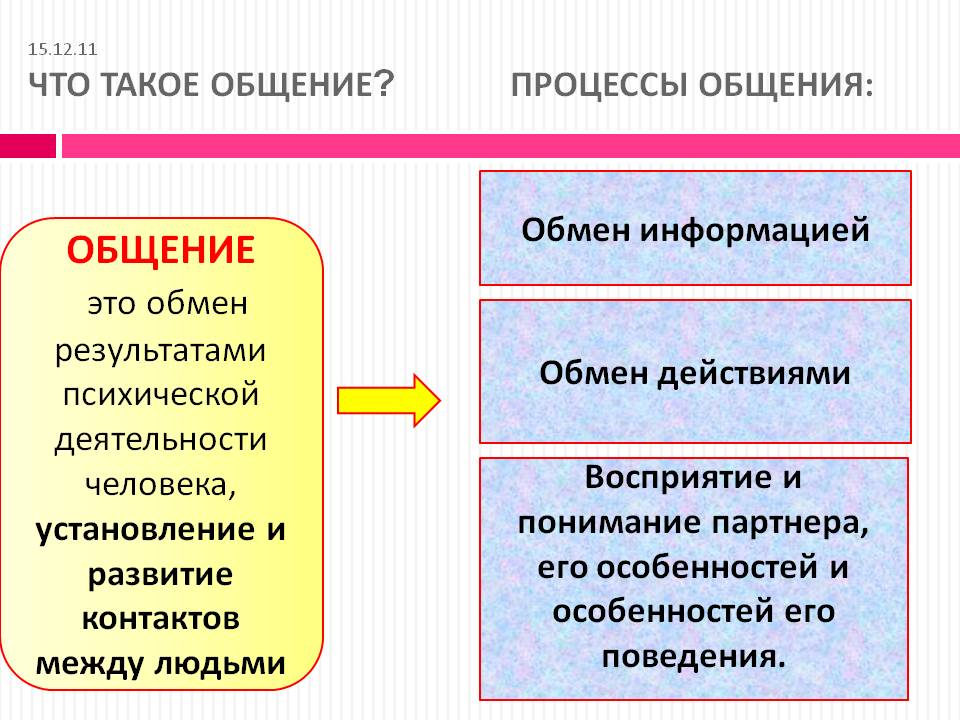 15.12.11
ЧТО ТАКОЕ ОБЩЕНИЕ? ПРОЦЕССЫ ОБЩЕНИЯ:
ОБЩЕНИЕ
это обмен
результатами
психической
деятельности
человека,
установление и
развитие
контактов
между людьми
Обмен информацией
Обмен действиями
Восприятие и
понимание партнера,
его особенностей и
особенностей его
поведения.